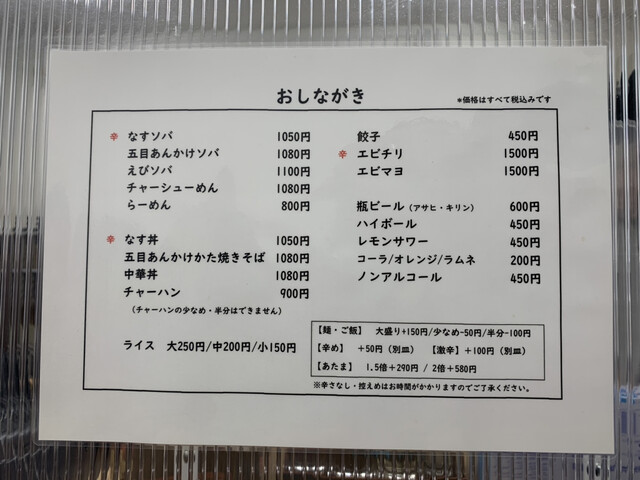 おしながき
*価格はすべて税込みです
辛 なすソバ 1050円
五目あんかけソバ 1080円
えびソバ 1100円
チャーシューめん 1080円
らーめん 800円
辛 なす丼 1050円
五目あんかけかた焼きそば 1080円
中華丼 1080円
チャーハン 900円
(チャーハンの少なめ・半分はできません)
ライス 大250円/中200円/小150円
餃子 450円
辛 エビチリ 1500円
エビマヨ 1500円
瓶ビール(アサヒ・キリン) 600円
ハイボール 450円
レモンサワー 450円
コーラ/オレンジ/ラムネ 200円
ノンアルコール 450円
【麺・ご飯】 大盛り+150円/少なめ-50円/半分-100円
【辛め】 +50円(別皿) 【激辛】+100円(別皿)
【あたま】 1.5倍+290円 / 2倍+580円
※辛さなし・控えめはお時間がかかりますのでご了承ください。